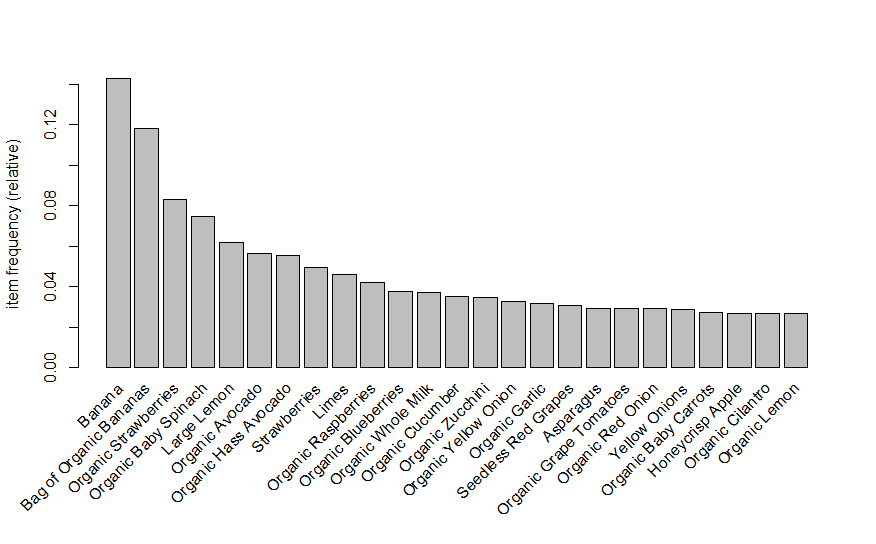 item frequency (relative)
0.12
0.08
0.04
0.00
Banana
Bag of Organic Bananas
Organic Strawberries
Organic Baby Spinach
Large Lemon
Organic Avocado
Organic Hass Avocado
Strawberries
Limes
Organic Raspberries
Organic Blueberries
Organic Whole Milk
Organic Cucumber
Organic Zucchini
Organic Yellow Onion
Organic Garlic
Seedless Red Grapes
Asparagus
Organic Grape Tomatoes
Organic Red Onion
Yellow Onions
Organic Baby Carrots
Honeycrisp Apple
Organic Cilantro
Organic Lemon